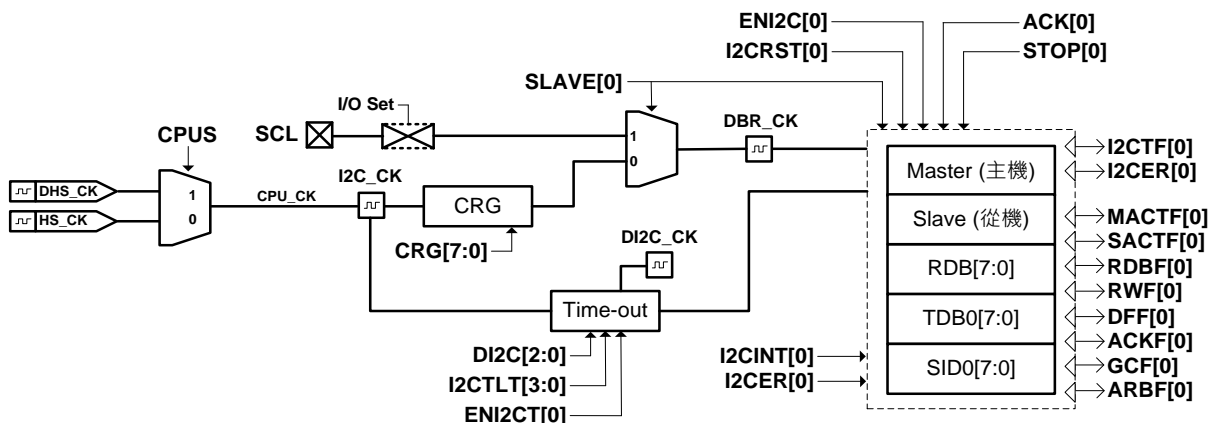 ENI2C[0]
ACK[0]
I2CRST[0]
STOP[0]
SLAVE[0]
I/O Set
SCL
CPUS
1
0
DBR_CK
DHS_CK
HS_CK
1
0
CPU_CK
I2C_CK
CRG
CRG[7:0]
DI2C_CK
Time-out
DI2C[2:0]
I2CTLT[3:0]
ENI2CT[0]
Master (主機)
Slave (從機)
RDB[7:0]
TDB0[7:0]
SID0[7:0]
I2CINT[0]
I2CER[0]
I2CTF[0]
I2CER[0]
MACTF[0]
SACTF[0]
RDBF[0]
RWF[0]
DFF[0]
ACKF[0]
GCF[0]
ARBF[0]